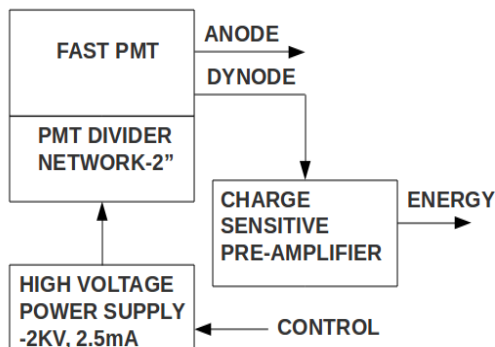 FAST PMT
ANODE
DYNODE
PMT DIVIDER
NETWORK-2”
CHARGE
SENSITIVE
PRE-AMPLIFIER
ENERGY
HIGH VOLTAGE
POWER SUPPLY
-2KV, 2.5mA
CONTROL